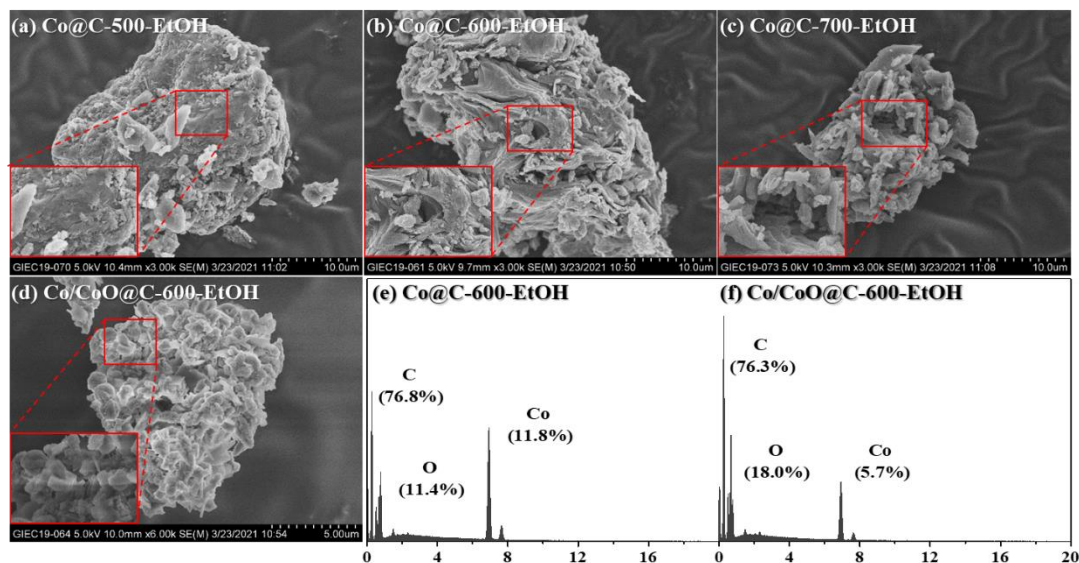 (a) Co@C-500-EtOH
(b) Co@C-600-EtOH
(c) Co@C-700-EtOH
GIEC19-070 5.0kV 10.4mm x3.00k SE(M) 3/23/2021 11:02
10.0um
GIEC19-061 5.0kV 9.7mm x3.00k SE(M) 3/23/2021 10:50
10.0um
GIEC19-073 5.0kV 10.3mm x3.00k SE(M) 3/23/2021 11:08
10.0um
(d) Co/CoO@C-600-EtOH
GIEC19-064 5.0kV 10.0mm x6.00k SE(M) 3/23/2021 10:54
5.00um
(e) Co@C-600-EtOH
C
(76.8%)
O
(11.4%)
Co
(11.8%)
0 4 8 12 16
(f) Co/CoO@C-600-EtOH
C
(76.3%)
O
(18.0%)
Co
(5.7%)
0 4 8 12 16 20